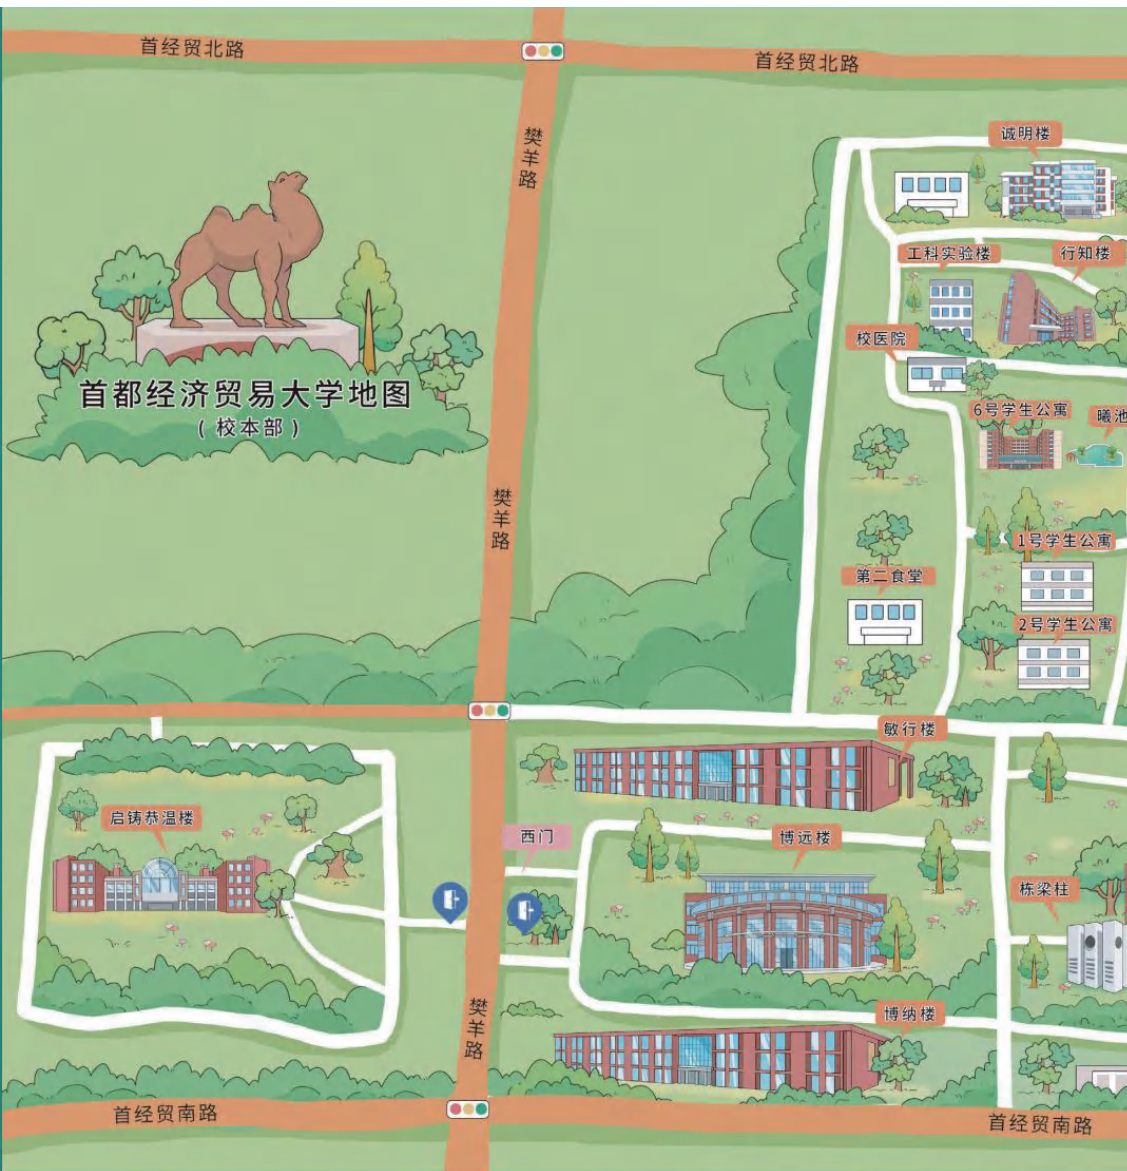 首经贸北路
首经贸北路
樊羊路
诚明楼
工科实验楼
行知楼
校医院
首都经济贸易大学地图
(校本部)
6号学生公寓
曦池
樊羊路
1号学生公寓
第二食堂
2号学生公寓
敏行楼
启铸恭温楼
西门
博远楼
栋梁柱
樊羊路
博纳楼
首经贸南路
首经贸南路